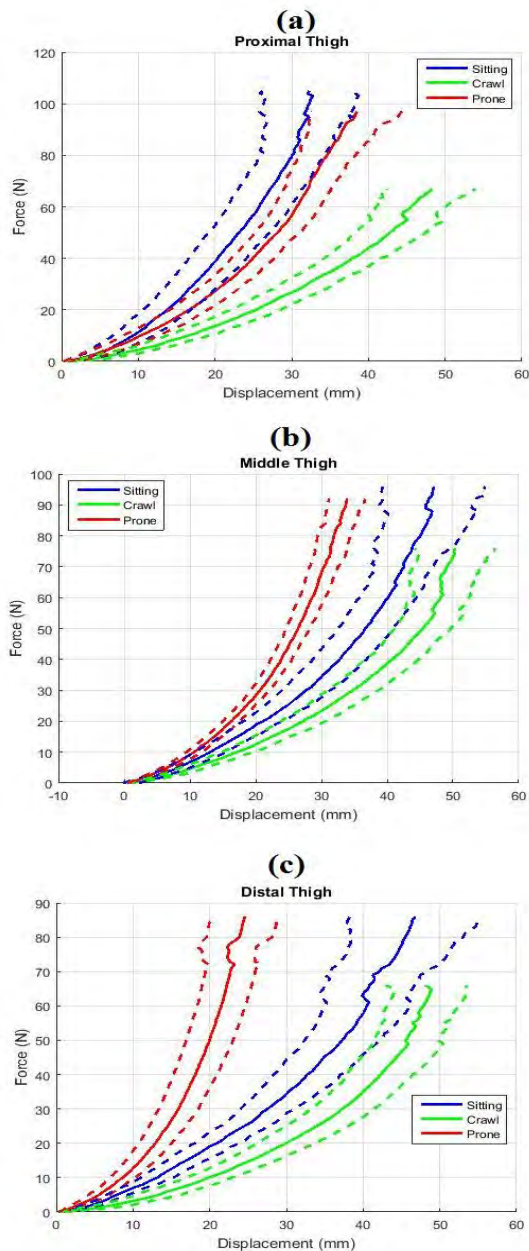 (a)
Proximal Thigh
120
100
80
60
40
20
0
Force (N)
Sitting
Crawl
Prone
0 10 20 30 40 50 60
Displacement (mm)
(b)
Middle Thigh
100
90
80
70
60
50
40
30
20
10
0
Force (N)
Sitting
Crawl
Prone
-10 0 10 20 30 40 50 60
Displacement (mm)
(c)
Distal Thigh
90
80
70
60
50
40
30
20
10
0
Force (N)
Sitting
Crawl
Prone
0 10 20 30 40 50 60
Displacement (mm)